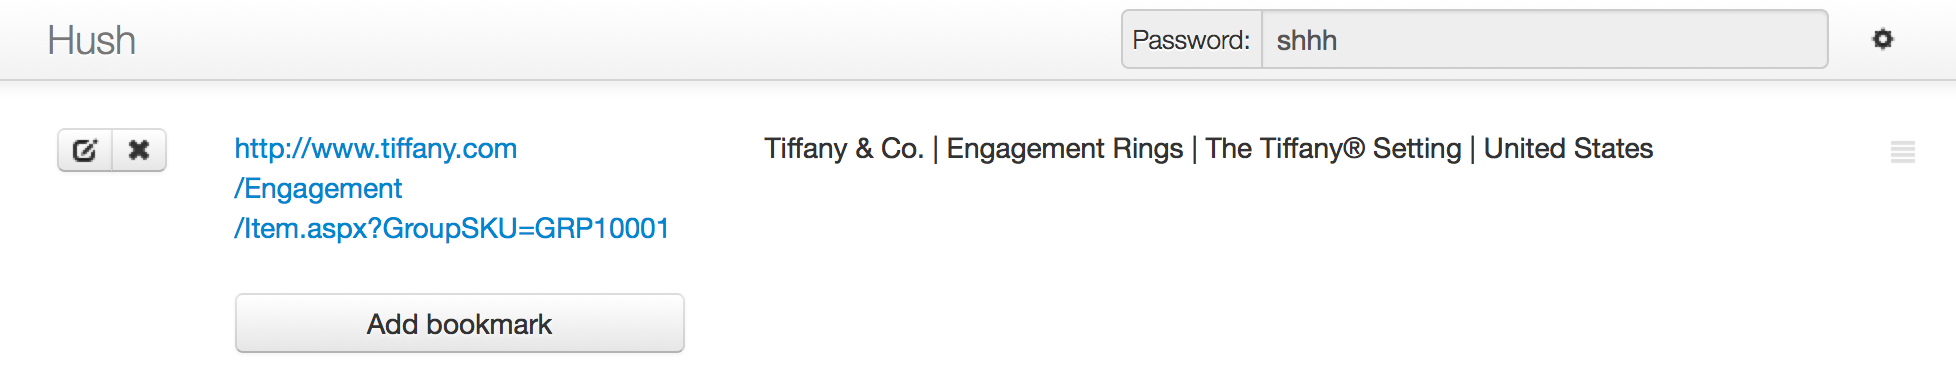 Hush
Password: shhh
http://www.tiffany.com
/Engagement
/Item.aspx?GroupSKU=GRP10001
Tiffany & Co. | Engagement Rings | The Tiffany® Setting | United States
Add bookmark